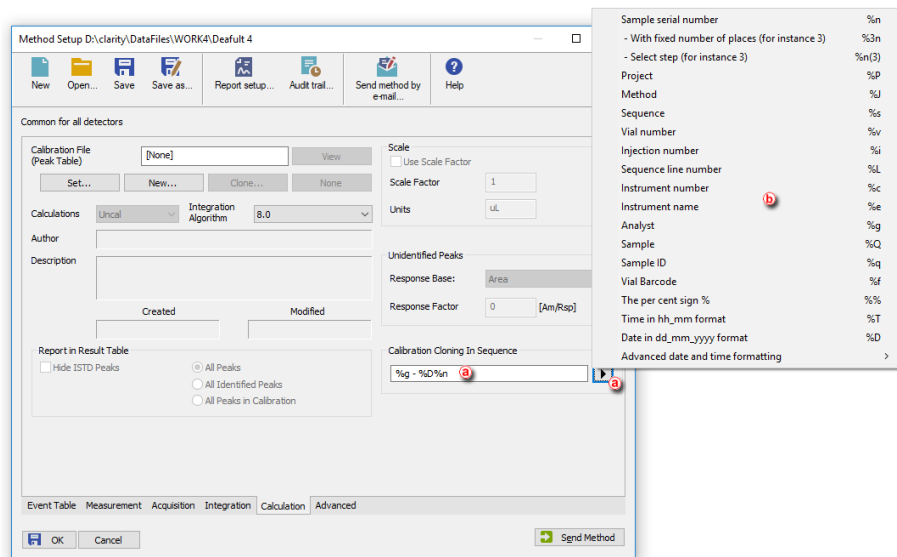 Method Setup D:\clarity\DataFiles\WORK4\Deafult 4
New Open... Save Save as... Report setup... Audit trail... Send method by e-mail... Help
Common for all detectors
Calibration File
(Peak Table)
[None]
View
Set... New... Clone... None
Calculations
Uncal
Integration
Algorithm
8.0
Author
Description
Created Modified
Report in Result Table
Hide ISTD Peaks
All Peaks
All Identified Peaks
All Peaks in Calibration
Scale
Use Scale Factor
Scale Factor 1
Units uL
Unidentified Peaks
Response Base: Area
Response Factor 0 [Am/Rsp]
Calibration Cloning In Sequence
%g - %D%n a
a
Event Table Measurement Acquisition Integration Calculation Advanced
OK Cancel Send Method
Sample serial number %n
- With fixed number of places (for instance 3) %3n
- Select step (for instance 3) %n(3)
Project %P
Method %J
Sequence %s
Vial number %v
Injection number %i
Sequence line number %L
Instrument number %c
b
Instrument name %e
Analyst %g
Sample %Q
Sample ID %q
Vial Barcode %f
The per cent sign % %%
Time in hh_mm format %T
Date in dd_mm_yyyy format %D
Advanced date and time formatting >